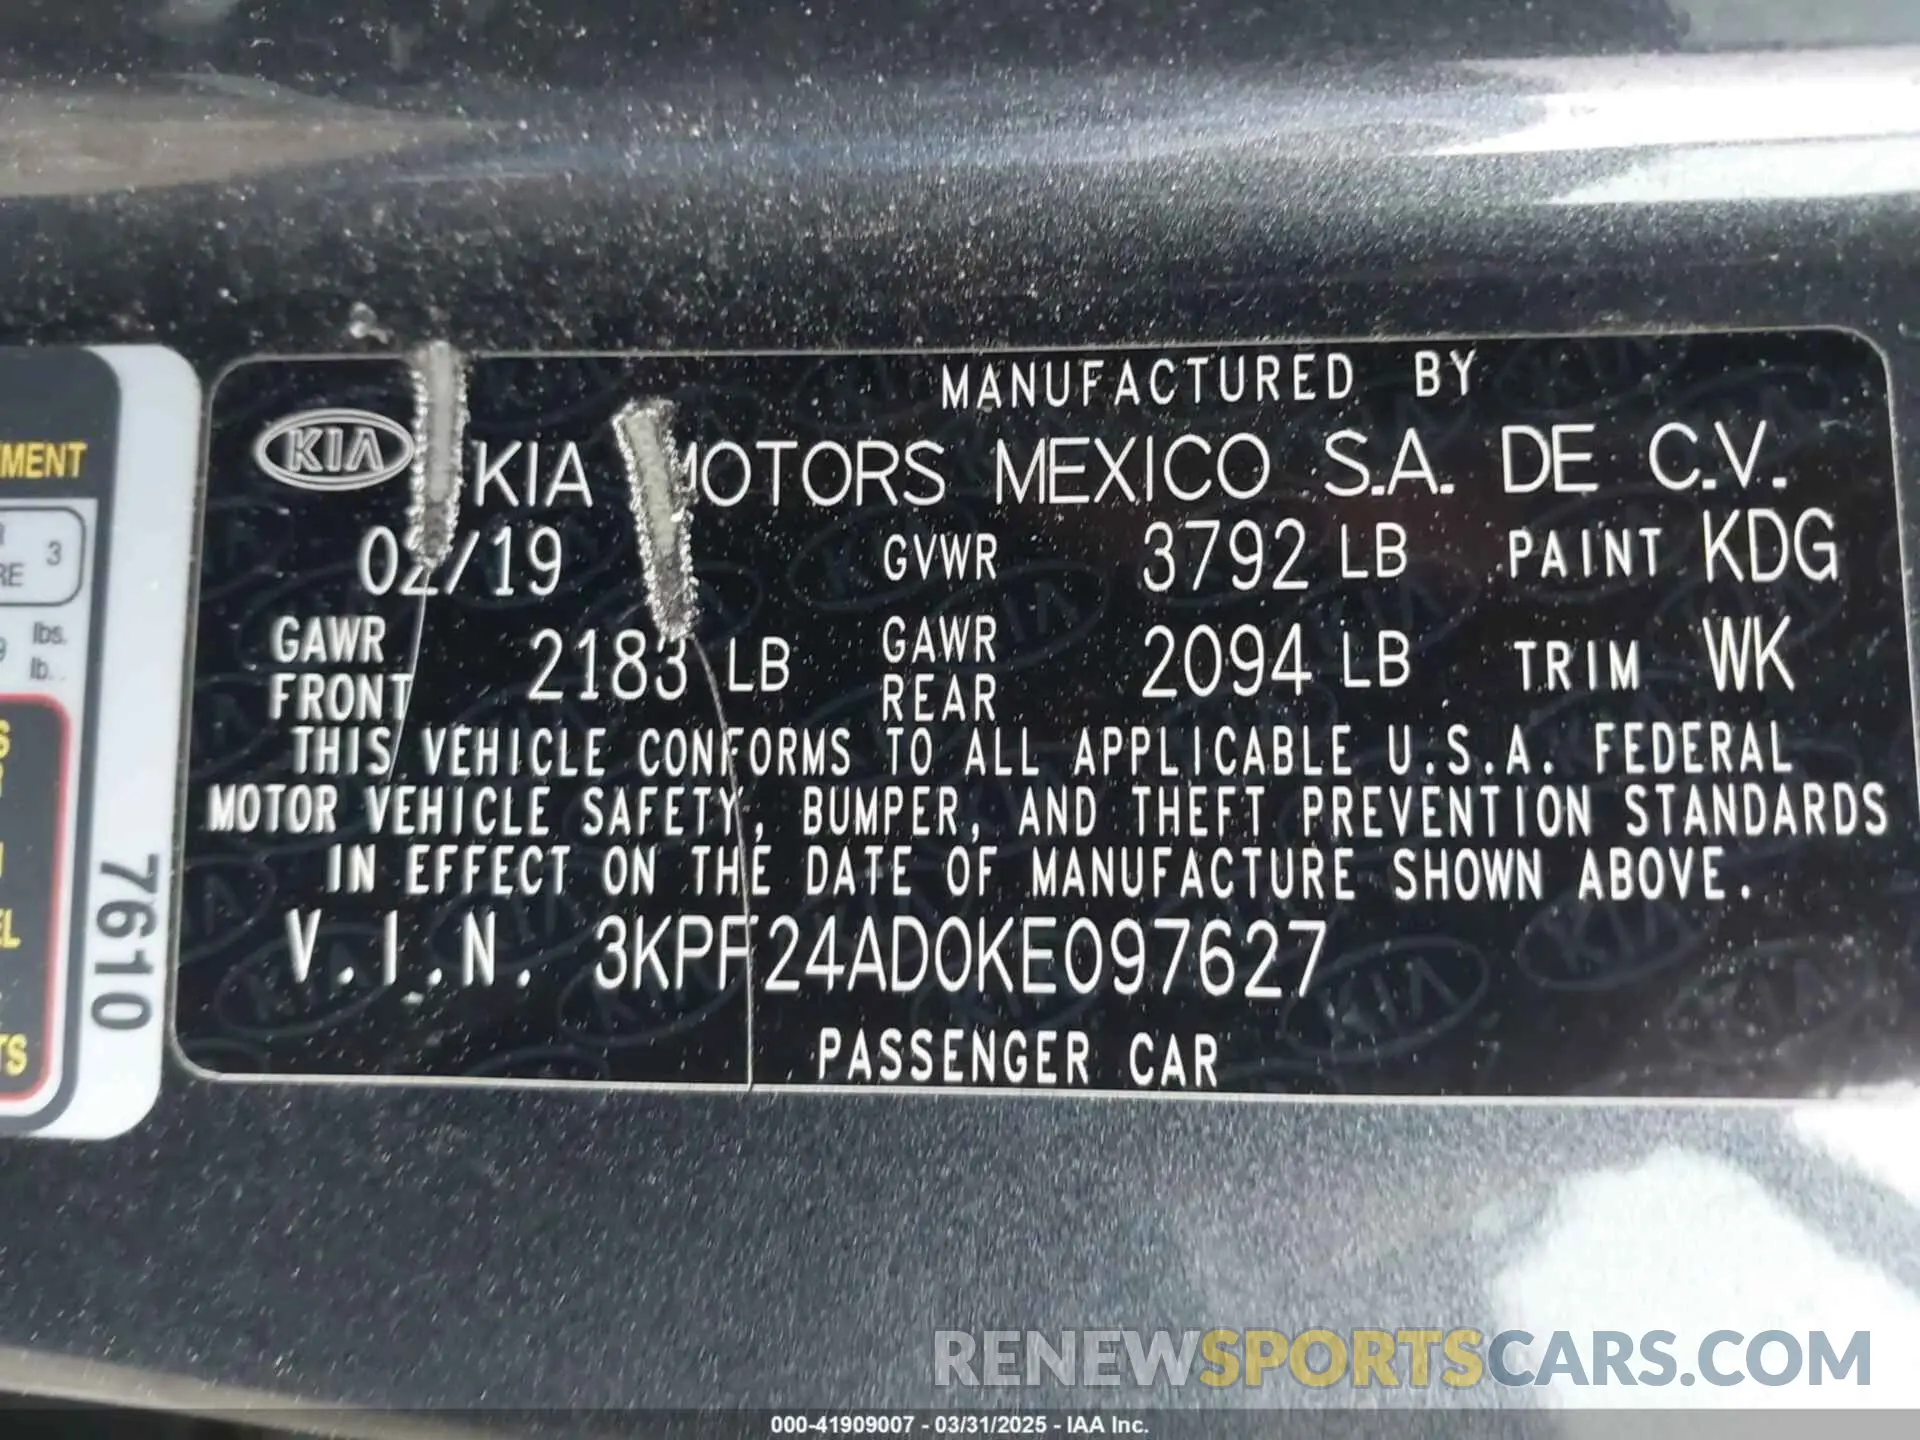 MANUFACTURED BY
KIA KIA MOTORS MEXICO S.A. DE C.V.
02/19 GVWR 3792 LB PAINT KDG
GAWR FRONT 2183 LB GAWR REAR 2094 LB TRIM WK
THIS VEHICLE CONFORMS TO ALL APPLICABLE U.S.A. FEDERAL
MOTOR VEHICLE SAFETY, BUMPER, AND THEFT PREVENTION STANDARDS
IN EFFECT ON THE DATE OF MANUFACTURE SHOWN ABOVE.
V.I.N. 3KPF24AD0KE097627
PASSENGER CAR
3
lbs.
7610
RENEWSPORTSCARS.COM
000-41909007 - 03/31/2025 - IAA Inc.